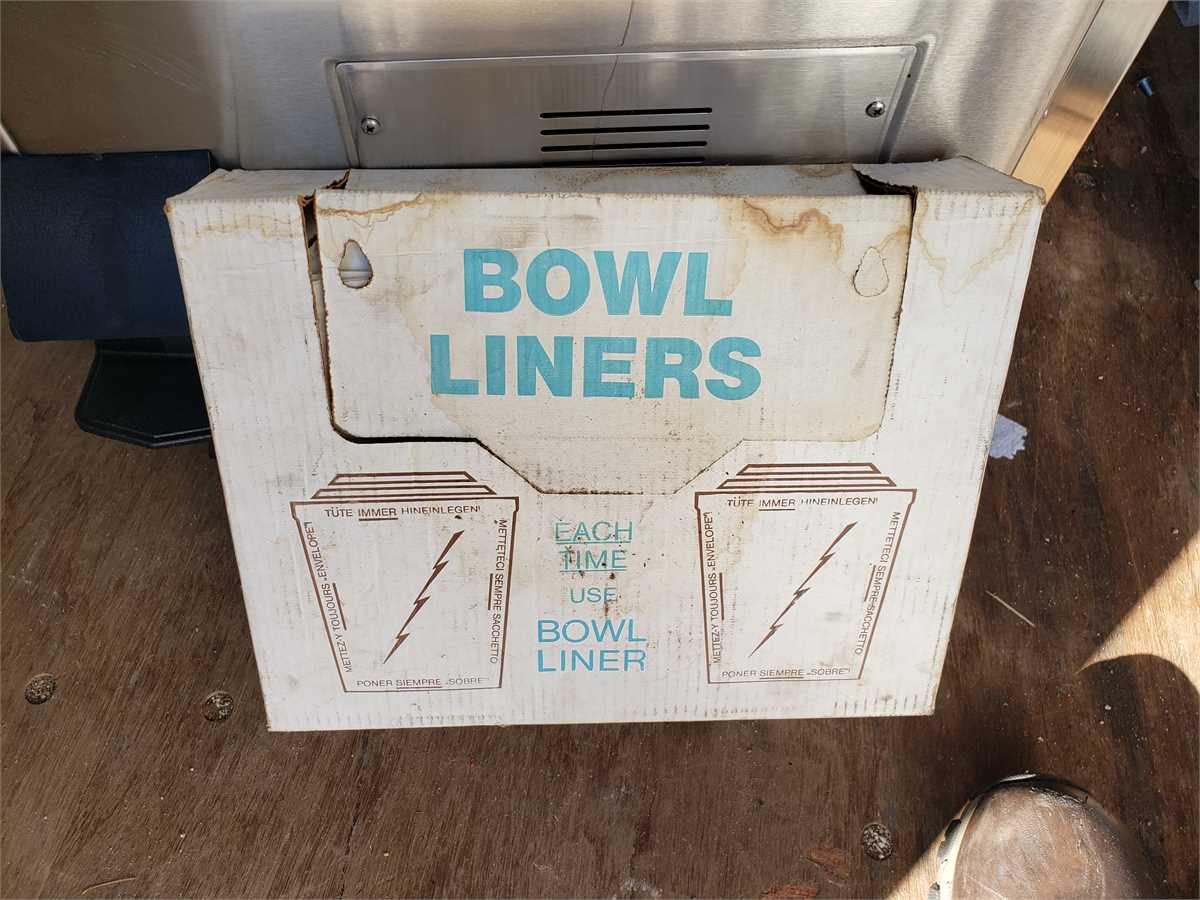 BOWL
LINERS
TÜTE IMMER HINEINLEGEN!
METTEZ-Y TOUJOURS „ENVELOPE"
METTETECI SEMPRE SACCHETTO
PONER SIEMPRE „SOBRE"
EACH
TIME
USE
BOWL
LINER
TÜTE IMMER HINEINLEGEN!
METTEZ-Y TOUJOURS „ENVELOPE"
METTETECI SEMPRE SACCHETTO
PONER SIEMPRE „SOBRE"